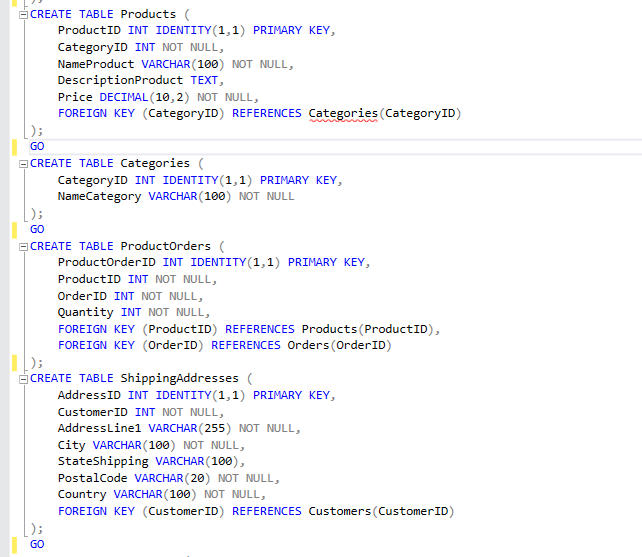 CREATE TABLE Products (
ProductID INT IDENTITY(1,1) PRIMARY KEY,
CategoryID INT NOT NULL,
NameProduct VARCHAR(100) NOT NULL,
DescriptionProduct TEXT,
Price DECIMAL(10,2) NOT NULL,
FOREIGN KEY (CategoryID) REFERENCES Categories(CategoryID)
);
GO
CREATE TABLE Categories (
CategoryID INT IDENTITY(1,1) PRIMARY KEY,
NameCategory VARCHAR(100) NOT NULL
);
GO
CREATE TABLE ProductOrders (
ProductOrderID INT IDENTITY(1,1) PRIMARY KEY,
ProductID INT NOT NULL,
OrderID INT NOT NULL,
Quantity INT NOT NULL,
FOREIGN KEY (ProductID) REFERENCES Products(ProductID),
FOREIGN KEY (OrderID) REFERENCES Orders(OrderID)
);
CREATE TABLE ShippingAddresses (
AddressID INT IDENTITY(1,1) PRIMARY KEY,
CustomerID INT NOT NULL,
AddressLine1 VARCHAR(255) NOT NULL,
City VARCHAR(100) NOT NULL,
StateShipping VARCHAR(100),
PostalCode VARCHAR(20) NOT NULL,
Country VARCHAR(100) NOT NULL,
FOREIGN KEY (CustomerID) REFERENCES Customers(CustomerID)
);
GO